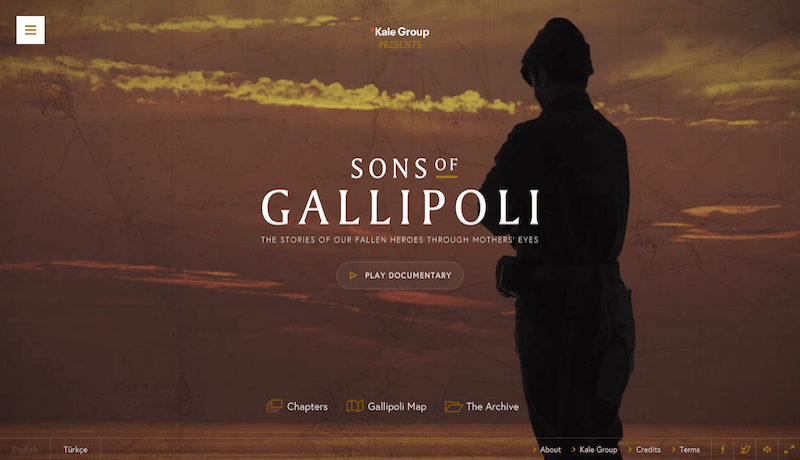 Kale Group
PRESENTS
SONS OF
GALLIPOLI
THE STORIES OF OUR FALLEN HEROES THROUGH MOTHERS' EYES
PLAY DOCUMENTARY
Chapters Gallipoli Map The Archive
English Türkçe About Kale Group Credits Terms